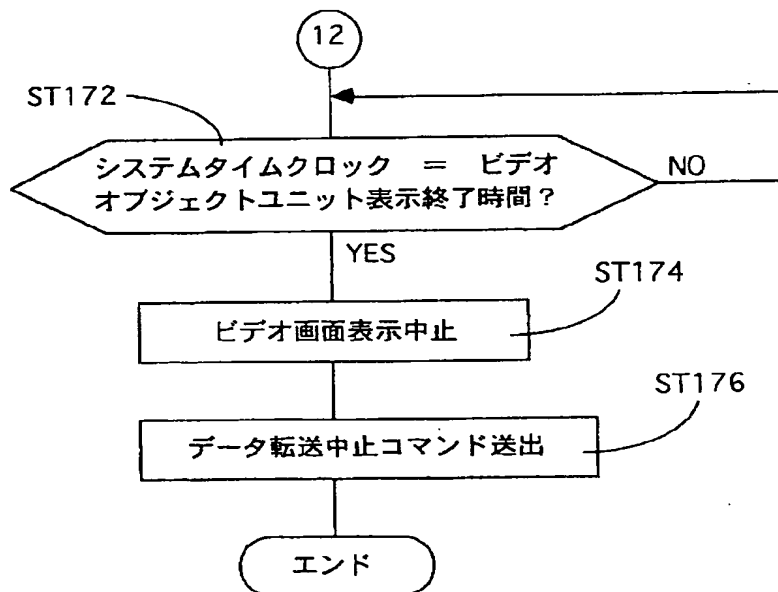 12
ST172
システムタイムクロック = ビデオ
オブジェクトユニット表示終了時間?
NO
YES
ST174
ビデオ画面表示中止
ST176
データ転送中止コマンド送出
エンド